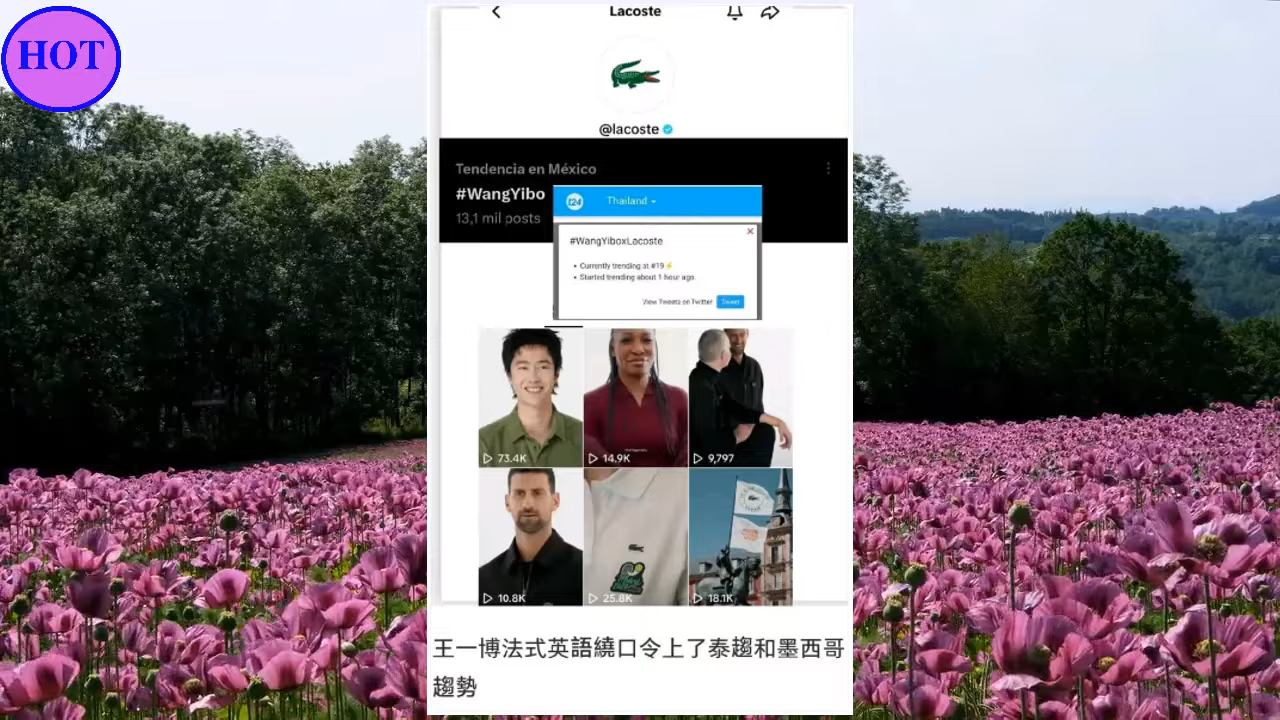 HOT
Lacoste
@lacoste
Tendencia en México
#WangYibo
13,1 mil posts
t24
Thailand
#WangYiboxLacoste
Currently trending at #19⚡
Started trending about 1 hour ago.
View Tweets on Twitter
Tweet
73.4K
14.9K
9,797
10.8K
25.8K
18.1K
王一博法式英語繞口令上了泰趨和墨西哥
趨勢